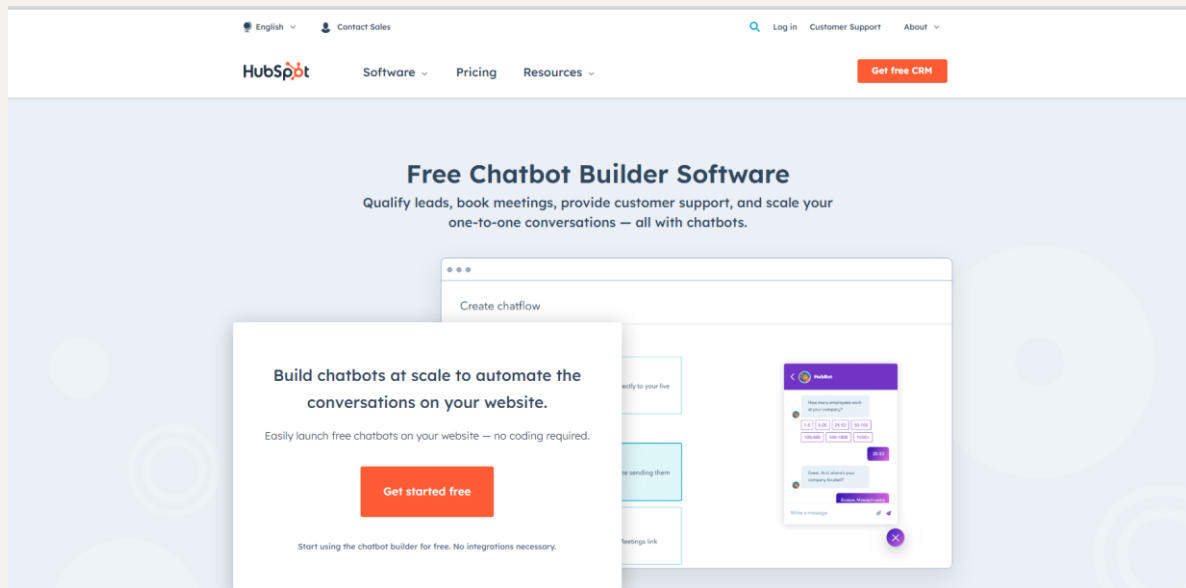 English
Contact Sales
Log in
Customer Support
About
HubSpot
Software
Pricing
Resources
Get free CRM
Free Chatbot Builder Software
Qualify leads, book meetings, provide customer support, and scale your
one-to-one conversations — all with chatbots.
Create chatflow
Build chatbots at scale to automate the
conversations on your website.
Easily launch free chatbots on your website — no coding required.
Get started free
Start using the chatbot builder for free. No integrations necessary.
ectly to your live
re sending them
Meetings link
HubBot
How many employees work
at your company?
1-5
5-25
25-50
50-100
100-500
500-1000
1000+
25-50
Great. And where's your
company located?
Boston, Massachusetts
Write a message